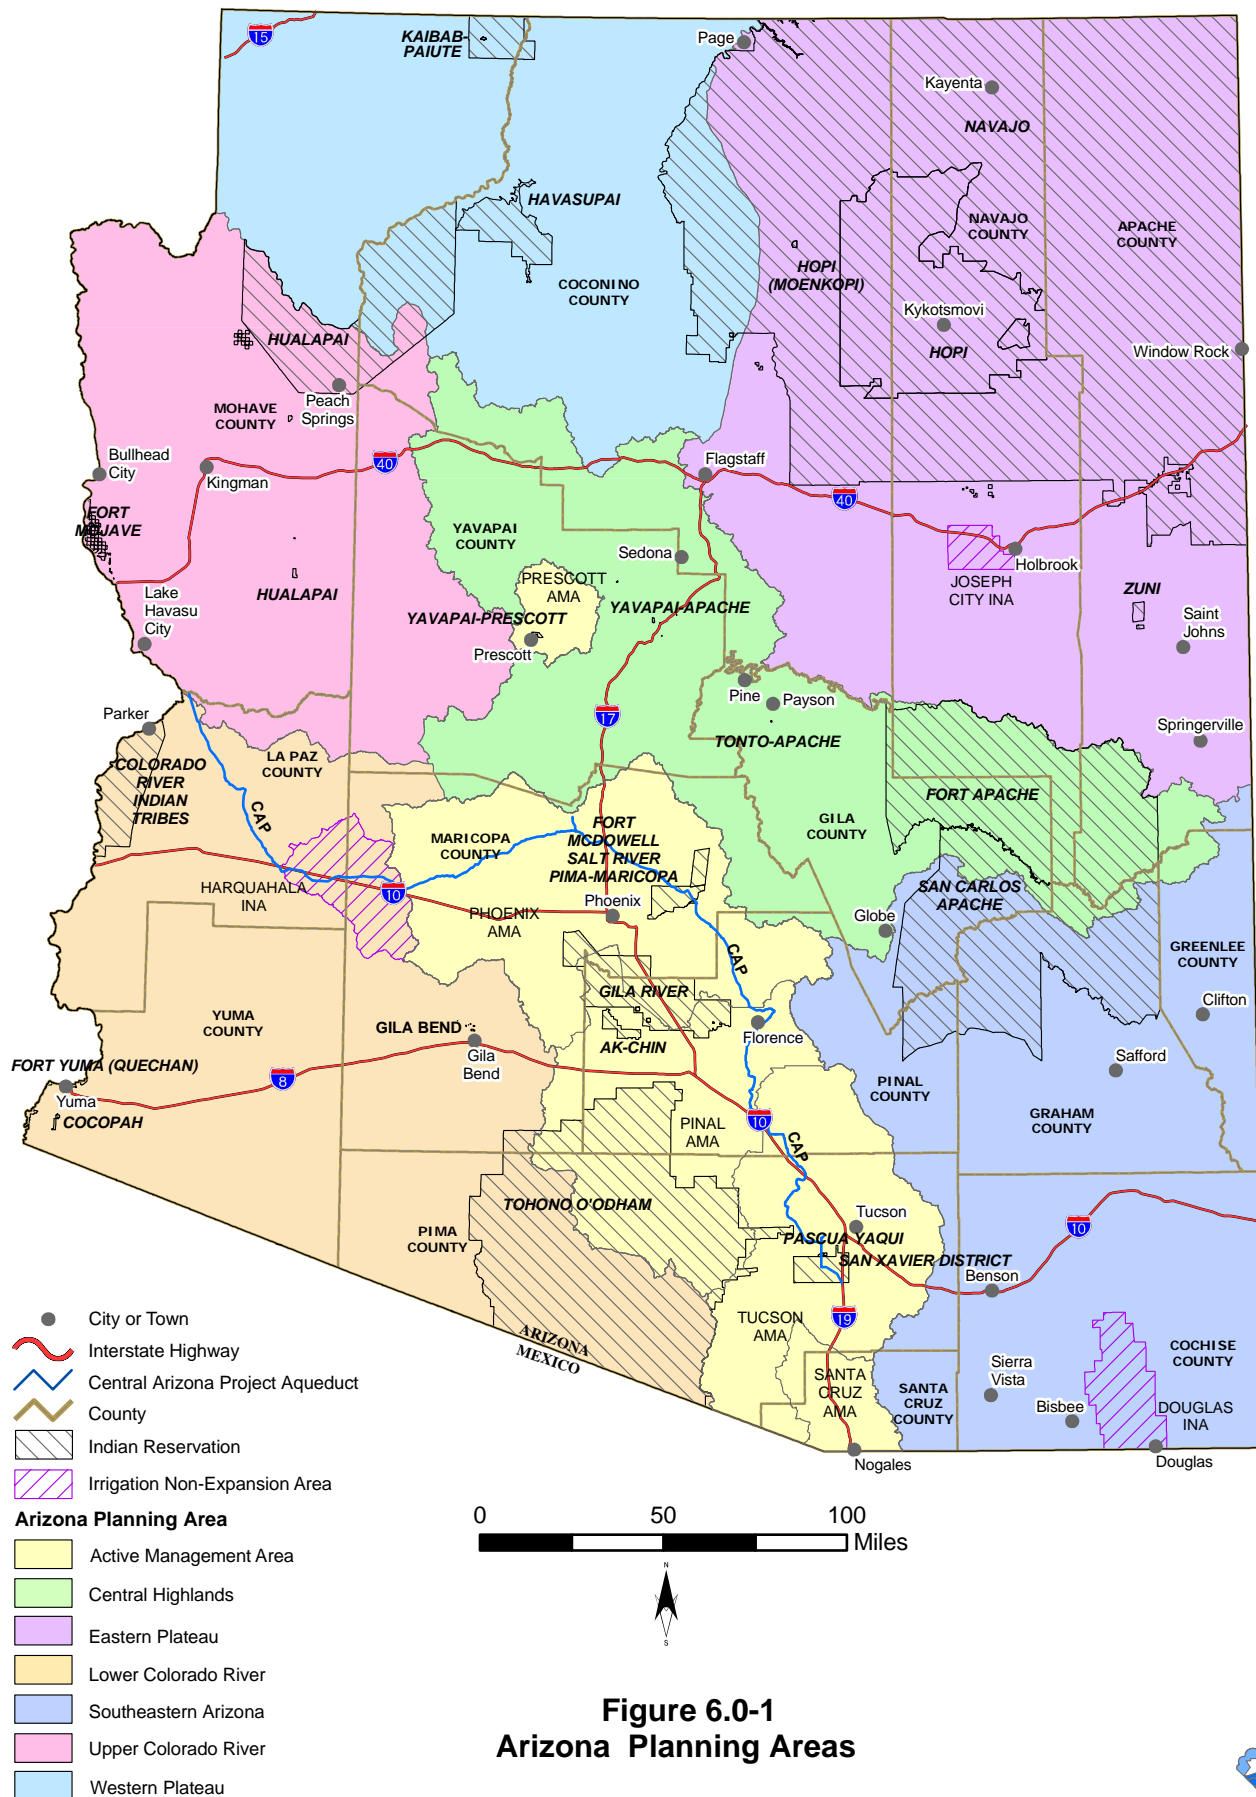 15
KAIBAB-
PAIUTE
Page
Kayenta
NAVAJO
HAVASUPAI
NAVAJO
COUNTY
APACHE
COUNTY
HOPI
(MOENKOPI)
COCONINO
COUNTY
Kykotsmovi
HOPI
Window Rock
HUALAPAI
Peach
Springs
MOHAVE
COUNTY
Bullhead
City
Kingman
40
Flagstaff
40
FORT
MOJAVE
YAVAPAI
COUNTY
Sedona
Holbrook
JOSEPH
CITY INA
PRESCOTT
AMA
HUALAPAI
Lake
Havasu
City
YAVAPAI-PRESCOTT
YAVAPAI-APACHE
Prescott
ZUNI
Saint
Johns
Pine
Payson
Parker
17
TONTO-APACHE
Springerville
LA PAZ
COUNTY
COLORADO
RIVER
INDIAN
TRIBES
CAP
FORT APACHE
GILA
COUNTY
MARICOPA
COUNTY
FORT
MCDOWELL
SALT RIVER
PIMA-MARICOPA
HARQUAHALA
INA
10
PHOENIX
AMA
Phoenix
SAN CARLOS
APACHE
Globe
GREENLEE
COUNTY
CAP
Clifton
GILA RIVER
YUMA
COUNTY
GILA BEND
Gila
Bend
AK-CHIN
Florence
FORT YUMA (QUECHAN)
8
Safford
Yuma
COCOPAH
PINAL
COUNTY
GRAHAM
COUNTY
10
PINAL
AMA
CAP
TOHONO O'ODHAM
Tucson
10
PIMA
COUNTY
PASCUA YAQUI
SAN XAVIER DISTRICT
Benson
TUCSON
AMA
19
ARIZONA
MEXICO
COCHISE
COUNTY
SANTA
CRUZ
AMA
SANTA
CRUZ
COUNTY
Sierra
Vista
Bisbee
DOUGLAS
INA
Nogales
Douglas
City or Town
Interstate Highway
Central Arizona Project Aqueduct
County
Indian Reservation
Irrigation Non-Expansion Area
Arizona Planning Area
Active Management Area
Central Highlands
Eastern Plateau
Lower Colorado River
Southeastern Arizona
Upper Colorado River
Western Plateau
0 50 100
Miles
N
S
Figure 6.0-1
Arizona Planning Areas